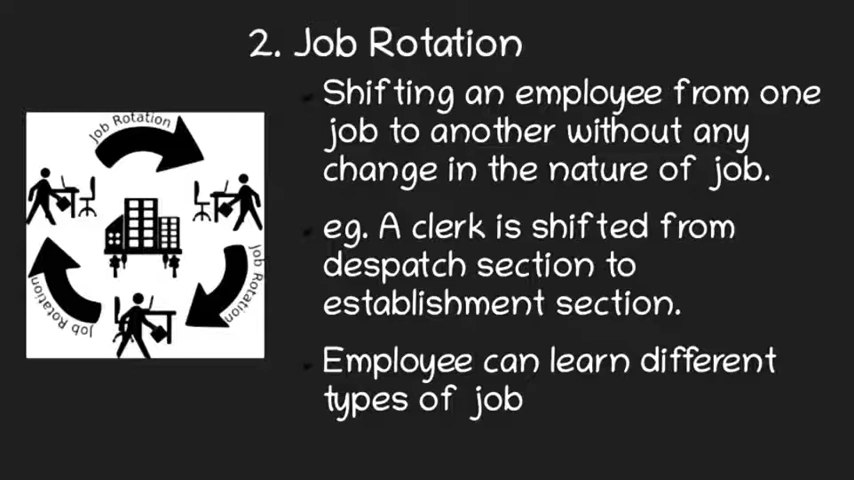 2. Job Rotation
Shifting an employee from one
job to another without any
change in the nature of job.
eg. A clerk is shifted from
despatch section to
establishment section.
Employee can learn different
types of job
Job Rotation
Job Rotation
Job Rotation